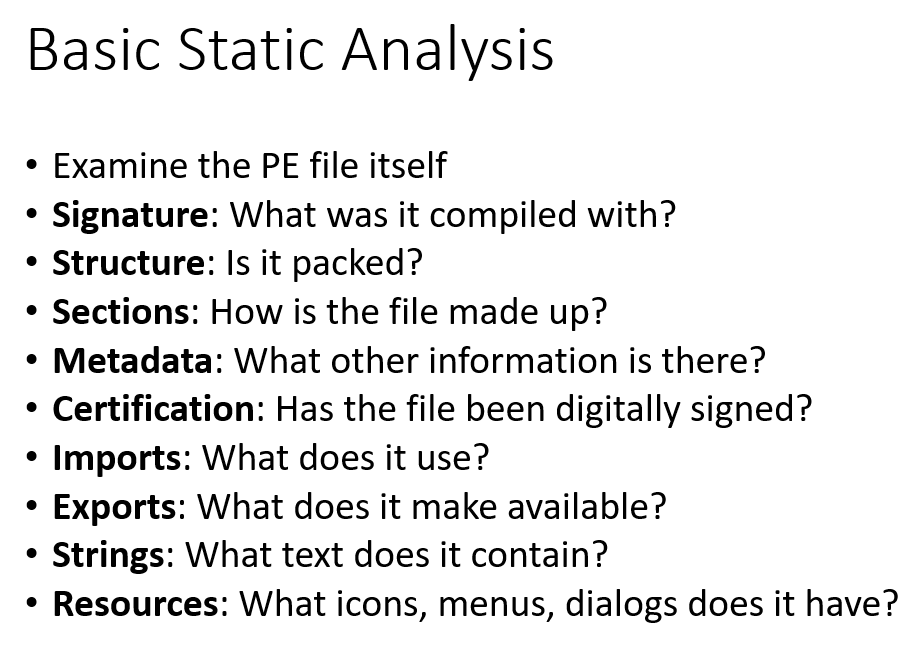 Basic Static Analysis
• Examine the PE file itself
• Signature: What was it compiled with?
• Structure: Is it packed?
• Sections: How is the file made up?
• Metadata: What other information is there?
• Certification: Has the file been digitally signed?
• Imports: What does it use?
• Exports: What does it make available?
• Strings: What text does it contain?
• Resources: What icons, menus, dialogs does it have?